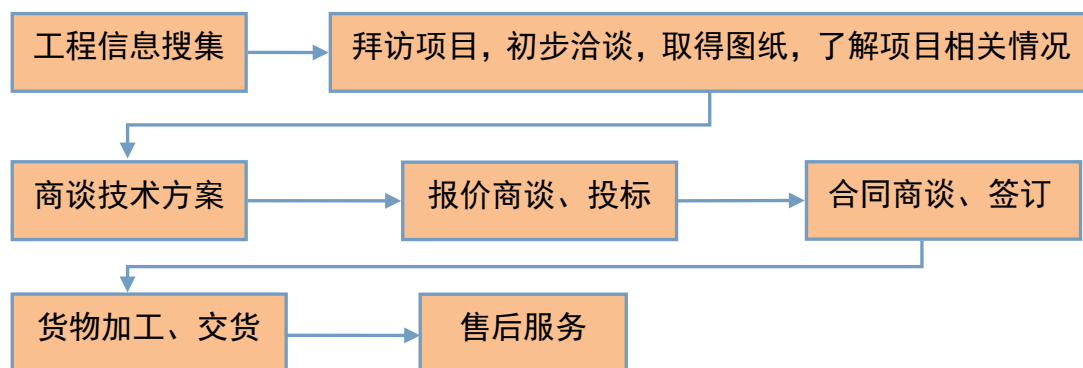 工程信息搜集
拜访项目，初步洽谈，取得图纸，了解项目相关情况
商谈技术方案
报价商谈、投标
合同商谈、签订
货物加工、交货
售后服务